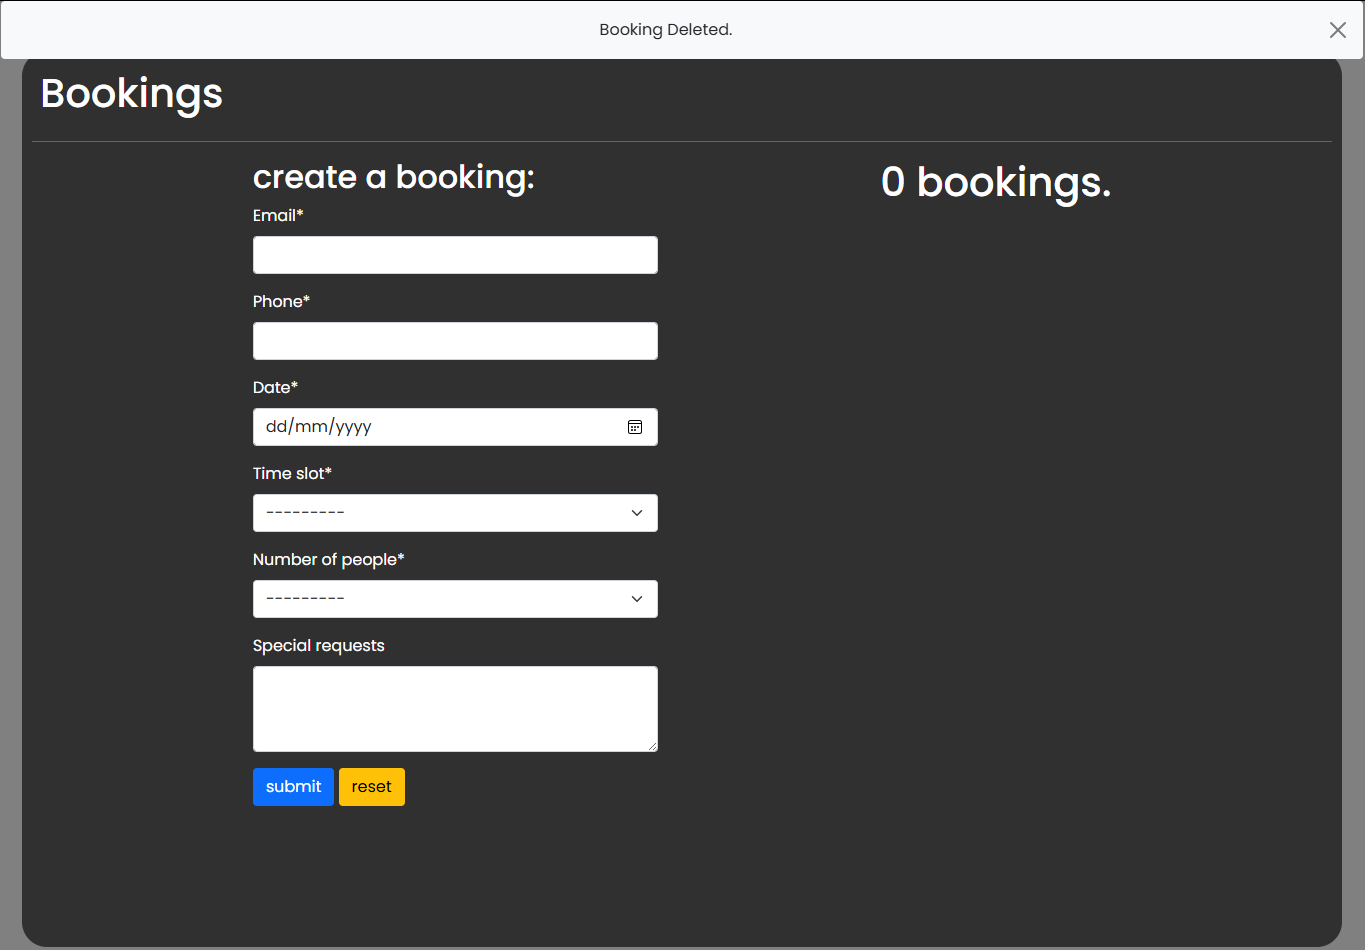 Booking Deleted.
Bookings
create a booking:
0 bookings.
Email*
Phone*
Date*
dd/mm/yyyy
Time slot*
---------
Number of people*
---------
Special requests
submit
reset